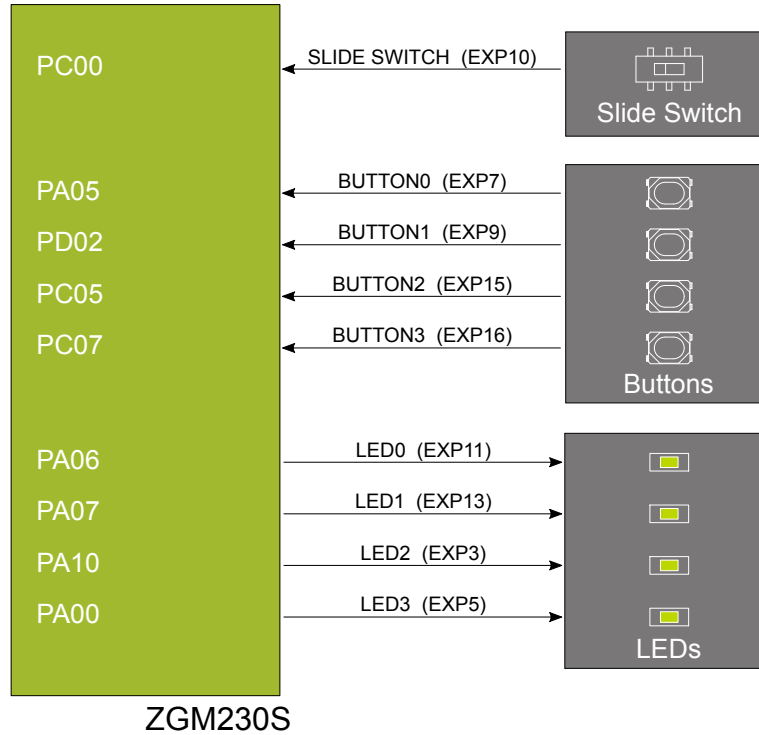 PC00 SLIDE SWITCH (EXP10)
Slide Switch
PA05 BUTTON0 (EXP7)
PD02 BUTTON1 (EXP9)
PC05 BUTTON2 (EXP15)
PC07 BUTTON3 (EXP16)
Buttons
PA06 LED0 (EXP11)
PA07 LED1 (EXP13)
PA10 LED2 (EXP3)
PA00 LED3 (EXP5)
LEDs
ZGM230S